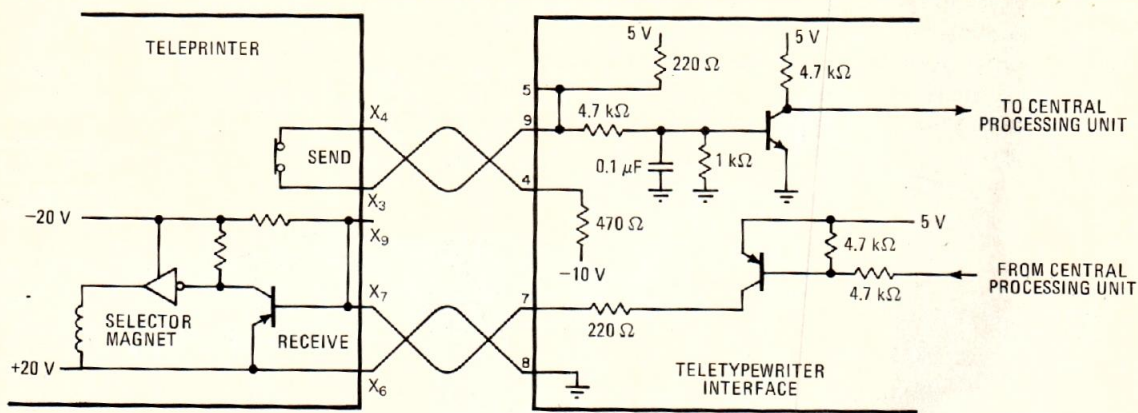 TELEPRINTER
X4
SEND
X3
−20 V
X9
X7
SELECTOR
MAGNET
RECEIVE
+20 V
X6
5 V
220 Ω
5 V
4.7 kΩ
5
9
4.7 kΩ
0.1 μF
1 kΩ
TO CENTRAL
PROCESSING UNIT
4
470 Ω
−10 V
5 V
4.7 kΩ
4.7 kΩ
FROM CENTRAL
PROCESSING UNIT
7
220 Ω
8
TELETYPEWRITER
INTERFACE